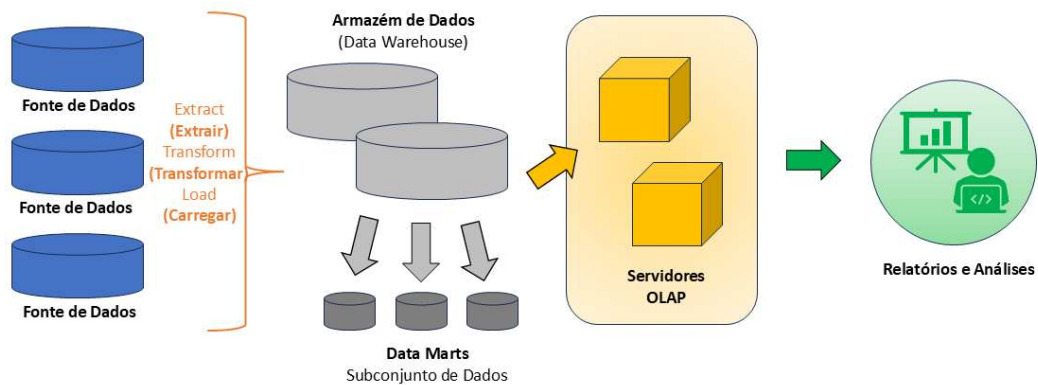 Fonte de Dados
Fonte de Dados
Fonte de Dados
Extract
(Extrair)
Transform
(Transformar
Load
(Carregar)
Armazém de Dados
(Data Warehouse)
Data Marts
Subconjunto de Dados
Servidores
OLAP
</>
Relatórios e Análises